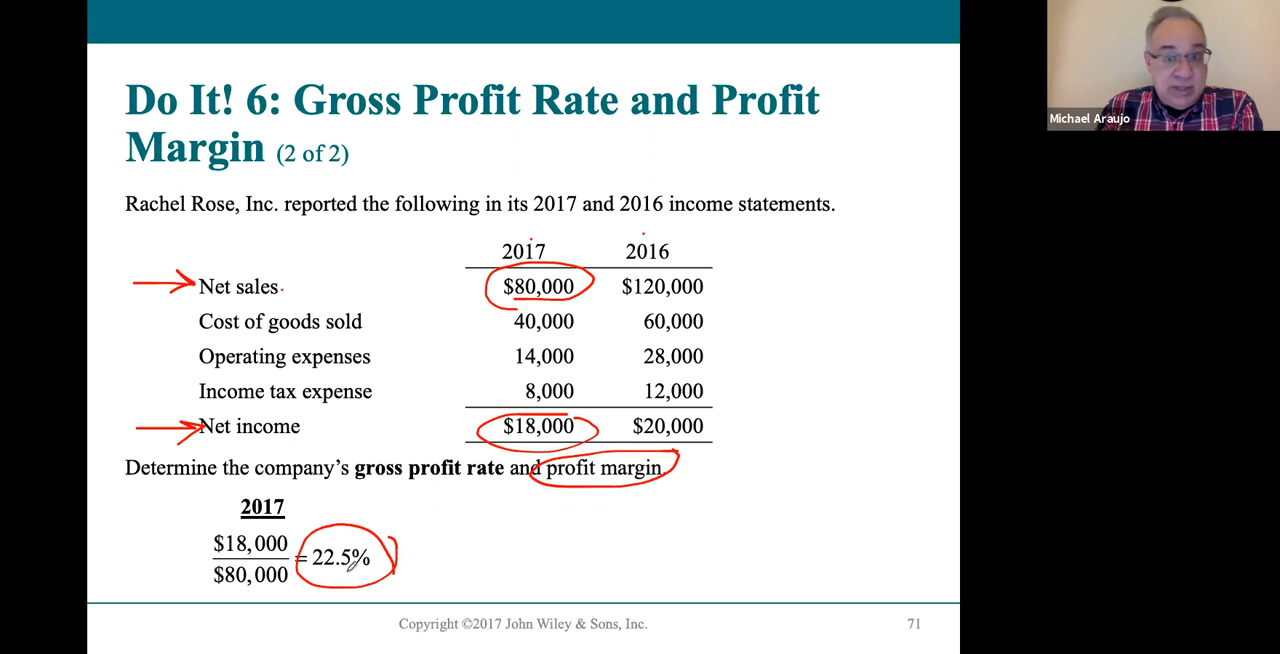 Do It! 6: Gross Profit Rate and Profit
Margin (2 of 2)
Michael Araujo
Rachel Rose, Inc. reported the following in its 2017 and 2016 income statements.
2017 2016
Net sales $80,000 $120,000
Cost of goods sold 40,000 60,000
Operating expenses 14,000 28,000
Income tax expense 8,000 12,000
Net income $18,000 $20,000
Determine the company’s gross profit rate and profit margin.
2017
$18,000
= 22.5%
$80,000
Copyright ©2017 John Wiley & Sons, Inc. 71